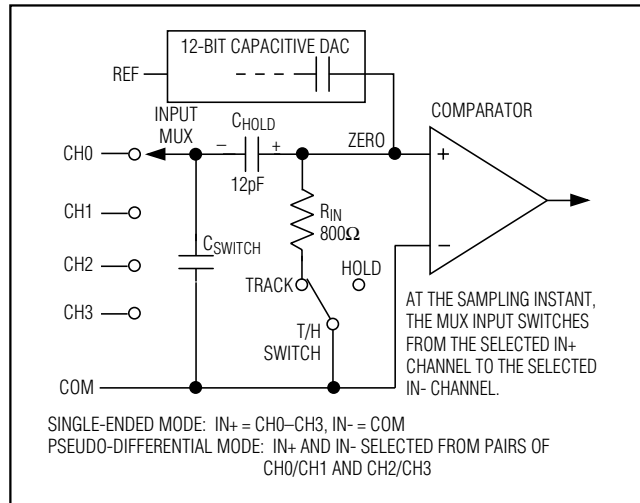 12-BIT CAPACITIVE DAC
REF
COMPARATOR
INPUT
MUX
CHOLD
ZERO
CH0
– +
+
12pF
RIN
800Ω
CH1
CSWITCH
–
HOLD
CH2
TRACK
AT THE SAMPLING INSTANT,
THE MUX INPUT SWITCHES
FROM THE SELECTED IN+
CHANNEL TO THE SELECTED
IN- CHANNEL.
CH3
T/H
SWITCH
COM
SINGLE-ENDED MODE: IN+ = CH0–CH3, IN- = COM
PSEUDO-DIFFERENTIAL MODE: IN+ AND IN- SELECTED FROM PAIRS OF
CH0/CH1 AND CH2/CH3